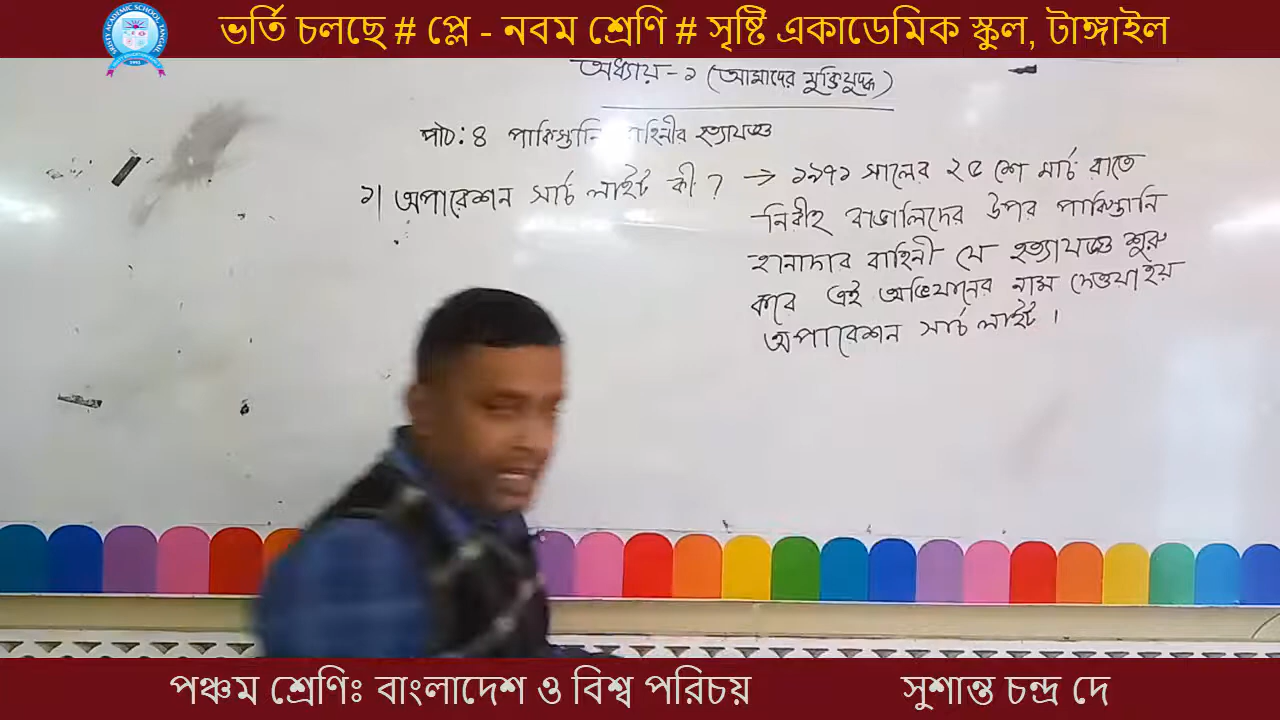 ভর্তি চলছে # প্লে - নবম শ্রেণি # সৃষ্টি একাডেমিক স্কুল, টাঙ্গাইল
অধ্যায় - ১ (আমাদের মুক্তিযুদ্ধ)
পাঠ: ৪ পাকিস্তানি বাহিনীর হত্যাযজ্ঞ
১| অপারেশন সার্চ লাইট কী ? → ১৯৭১ সালের ২৫ শে মার্চ রাতে
নিরীহ বাঙালিদের উপর পাকিস্তানি
হানাদার বাহিনী যে হত্যাযজ্ঞ শুরু
করে এই অভিযানের নাম দেওয়া হয়
অপারেশন সার্চ লাইট ।
পঞ্চম শ্রেণিঃ বাংলাদেশ ও বিশ্ব পরিচয় সুশান্ত চন্দ্র দে